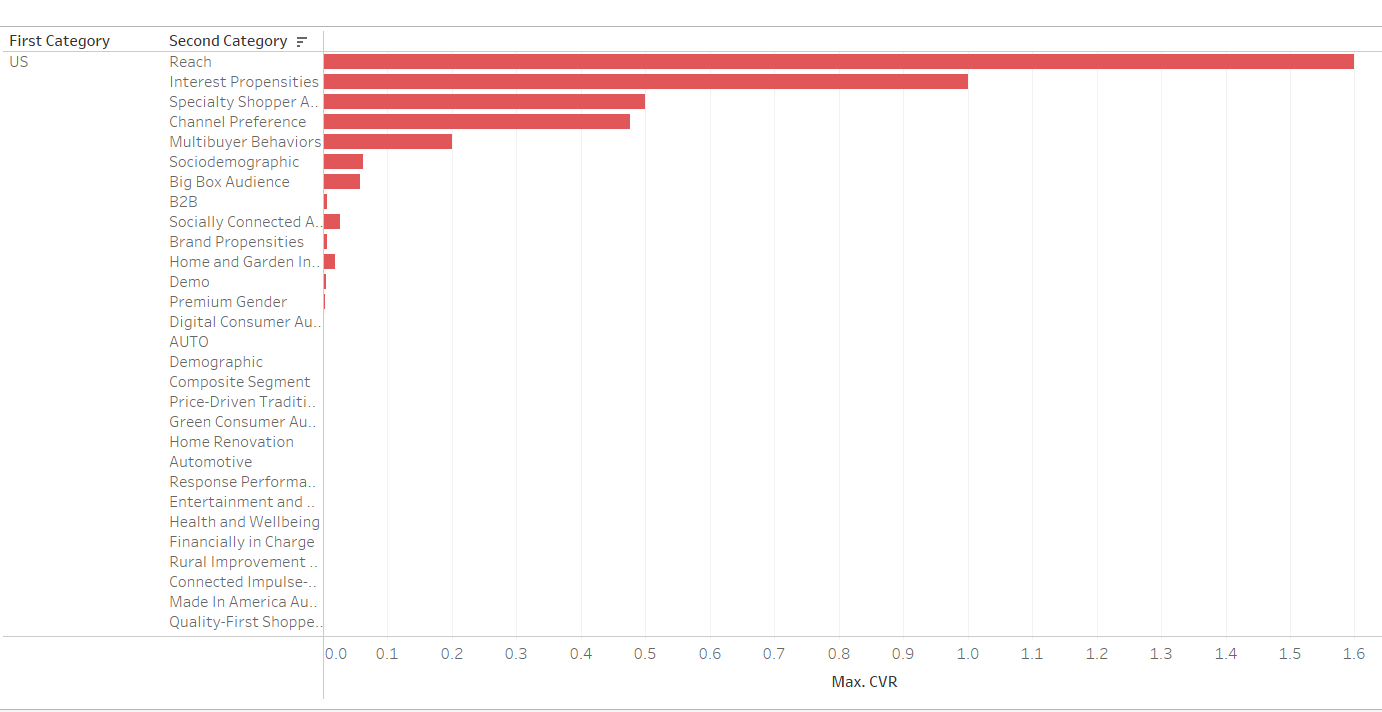 First Category Second Category
US Reach
Interest Propensities
Specialty Shopper A..
Channel Preference
Multibuyer Behaviors
Sociodemographic
Big Box Audience
B2B
Socially Connected A..
Brand Propensities
Home and Garden In..
Demo
Premium Gender
Digital Consumer Au..
AUTO
Demographic
Composite Segment
Price-Driven Traditi..
Green Consumer Au..
Home Renovation
Automotive
Response Performa..
Entertainment and ..
Health and Wellbeing
Financially in Charge
Rural Improvement ..
Connected Impulse-..
Made In America Au..
Quality-First Shoppe..
0.0 0.1 0.2 0.3 0.4 0.5 0.6 0.7 0.8 0.9 1.0 1.1 1.2 1.3 1.4 1.5 1.6
Max. CVR